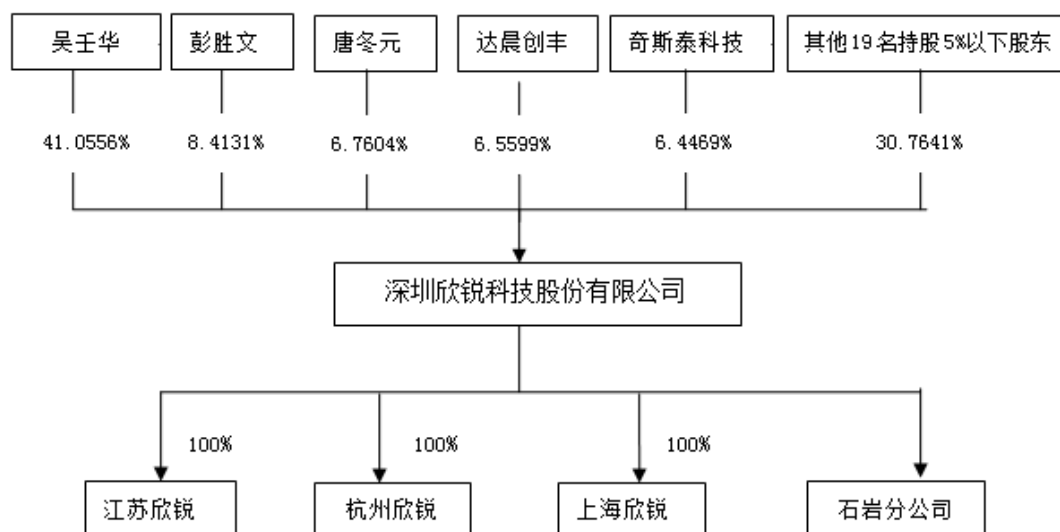 吴壬华 彭胜文 唐冬元 达晨创丰 奇斯泰科技 其他19名持股5%以下股东
41.0556% 8.4131% 6.7604% 6.5599% 6.4469% 30.7641%
深圳欣锐科技股份有限公司
100% 100% 100%
江苏欣锐 杭州欣锐 上海欣锐 石岩分公司